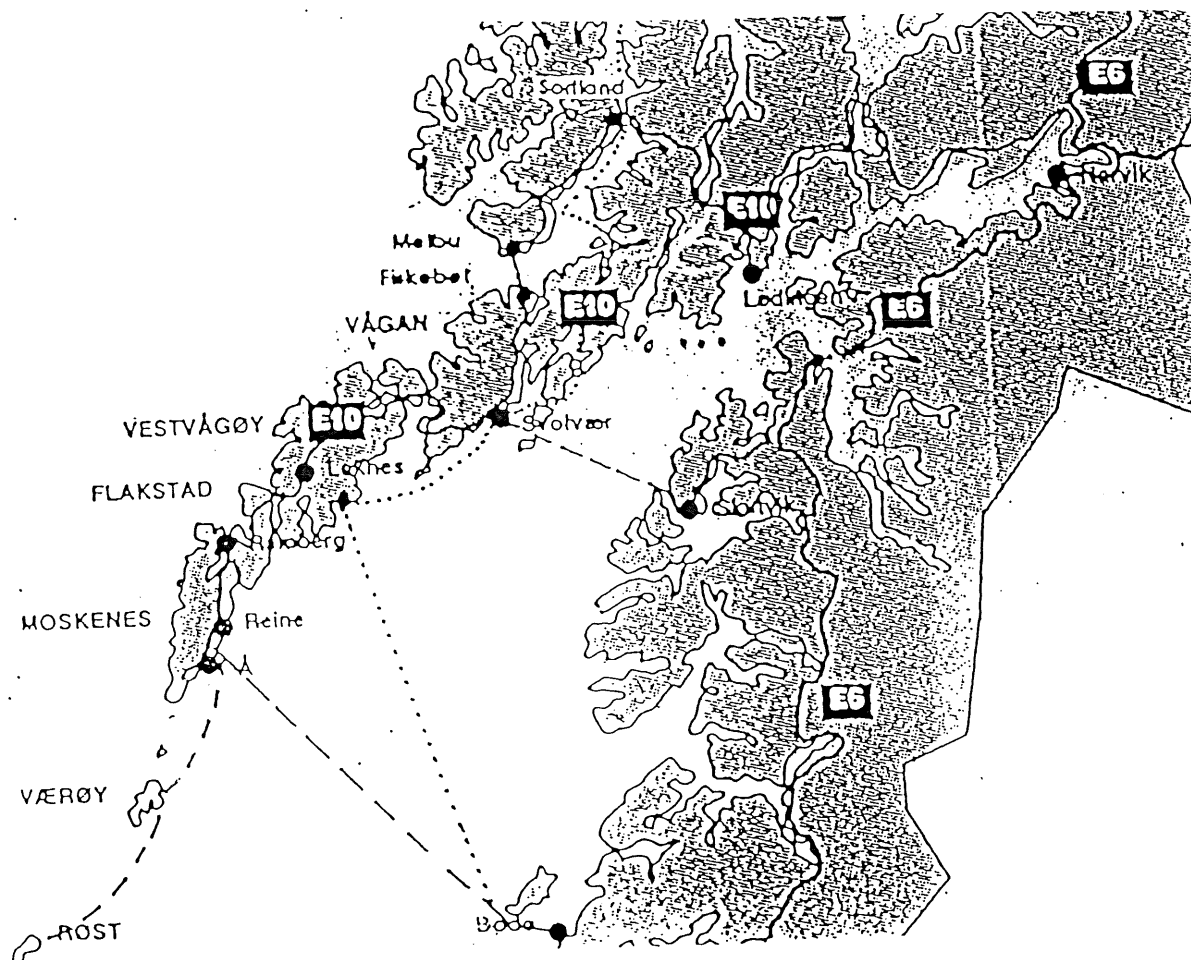 E6
Sortland
Narvik
E10
Melbu
Fiskebøl
E10
Lødingen
E6
VÅGAN
VESTVÅGØY
E10
Svolvær
Leknes
FLAKSTAD
Ramberg
MOSKENES
Reine
Å
E6
VÆRØY
Bodø
RØST